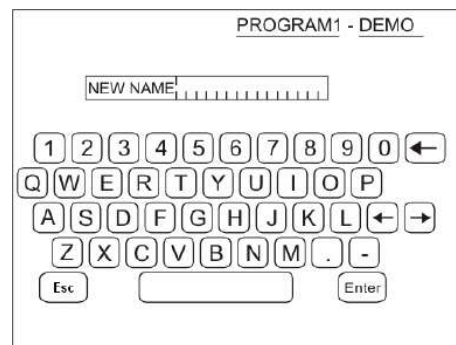 PROGRAM1 - DEMO
NEW NAME
1 2 3 4 5 6 7 8 9 0 ←
Q W E R T Y U I O P
A S D F G H J K L ← →
Z X C V B N M . -
Esc Enter